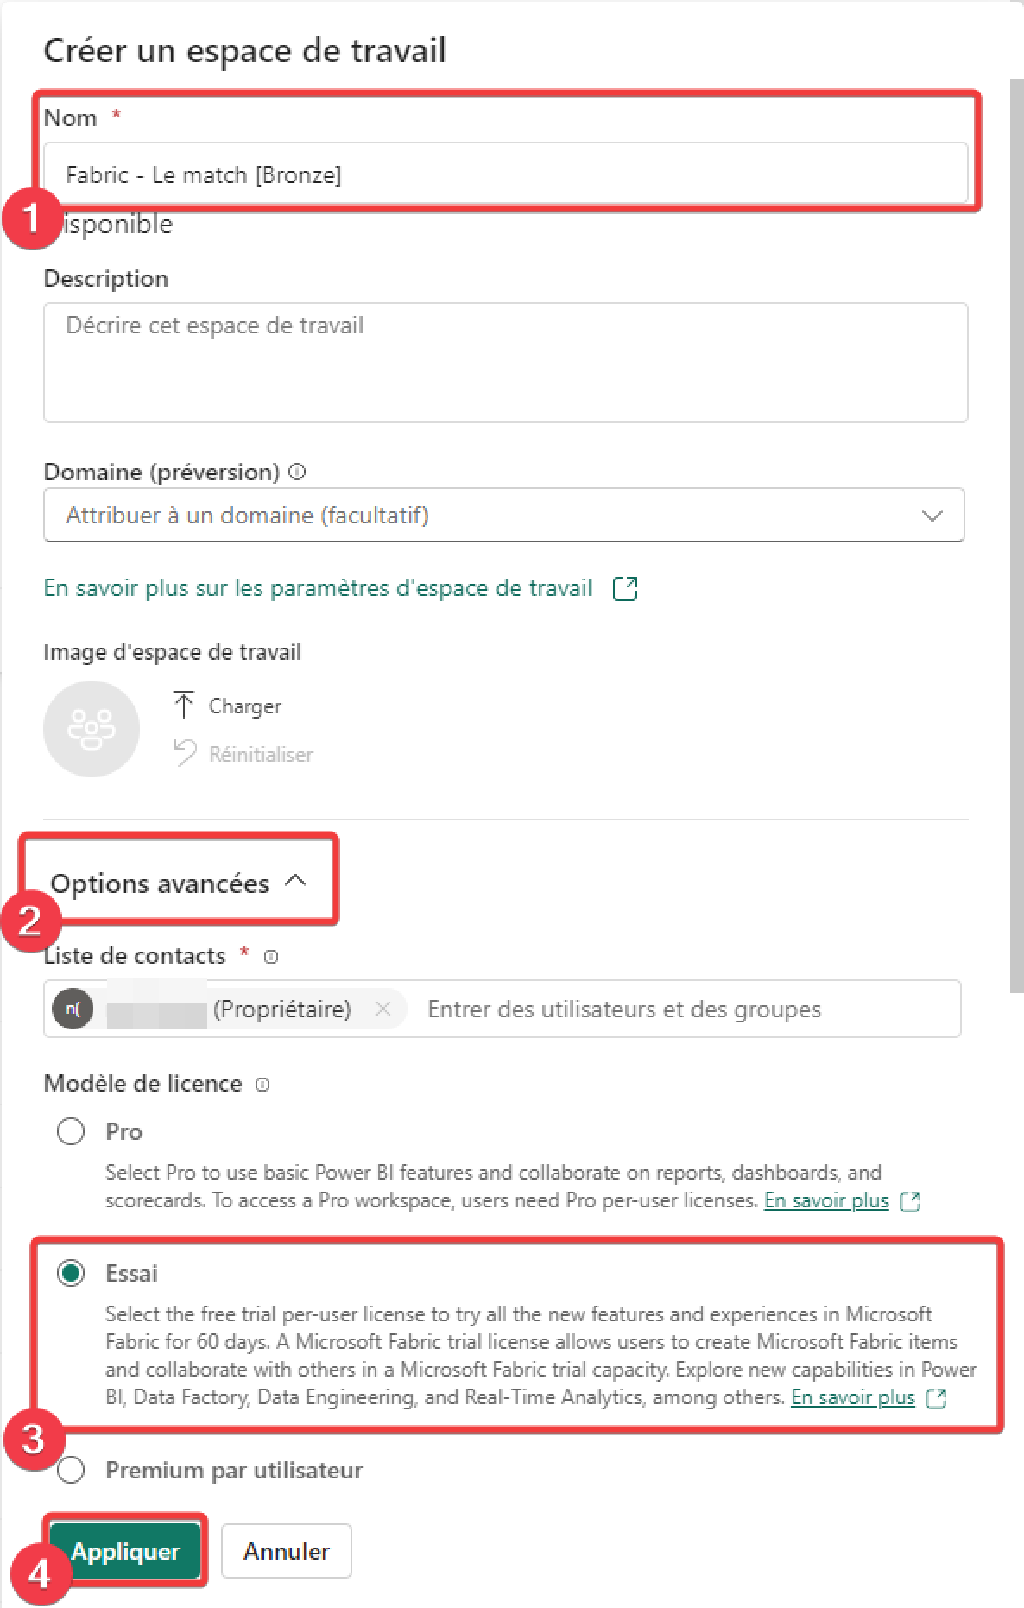 Créer un espace de travail
Nom *
Fabric - Le match [Bronze]
1
isponible
Description
Décrire cet espace de travail
Domaine (préversion)
Attribuer à un domaine (facultatif)
En savoir plus sur les paramètres d'espace de travail
Image d'espace de travail
Charger
Réinitialiser
Options avancées
2
Liste de contacts *
n( (Propriétaire) × Entrer des utilisateurs et des groupes
Modèle de licence
Pro
Select Pro to use basic Power BI features and collaborate on reports, dashboards, and
scorecards. To access a Pro workspace, users need Pro per-user licenses. En savoir plus
Essai
Select the free trial per-user license to try all the new features and experiences in Microsoft
Fabric for 60 days. A Microsoft Fabric trial license allows users to create Microsoft Fabric items
and collaborate with others in a Microsoft Fabric trial capacity. Explore new capabilities in Power
BI, Data Factory, Data Engineering, and Real-Time Analytics, among others. En savoir plus
3
Premium par utilisateur
Appliquer Annuler
4